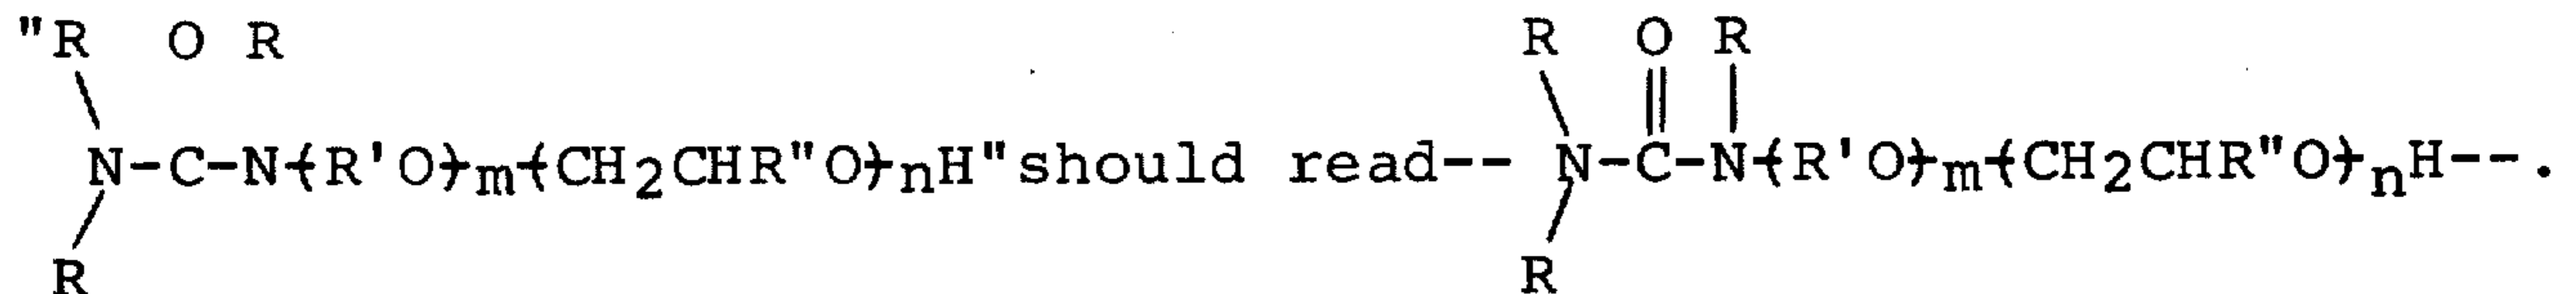 "R O R R O R
N-C-N-(R'O)-m-(CH2CHR"O)-nH"should read-- N-C-N-(R'O)-m-(CH2CHR"O)-nH--.
R R